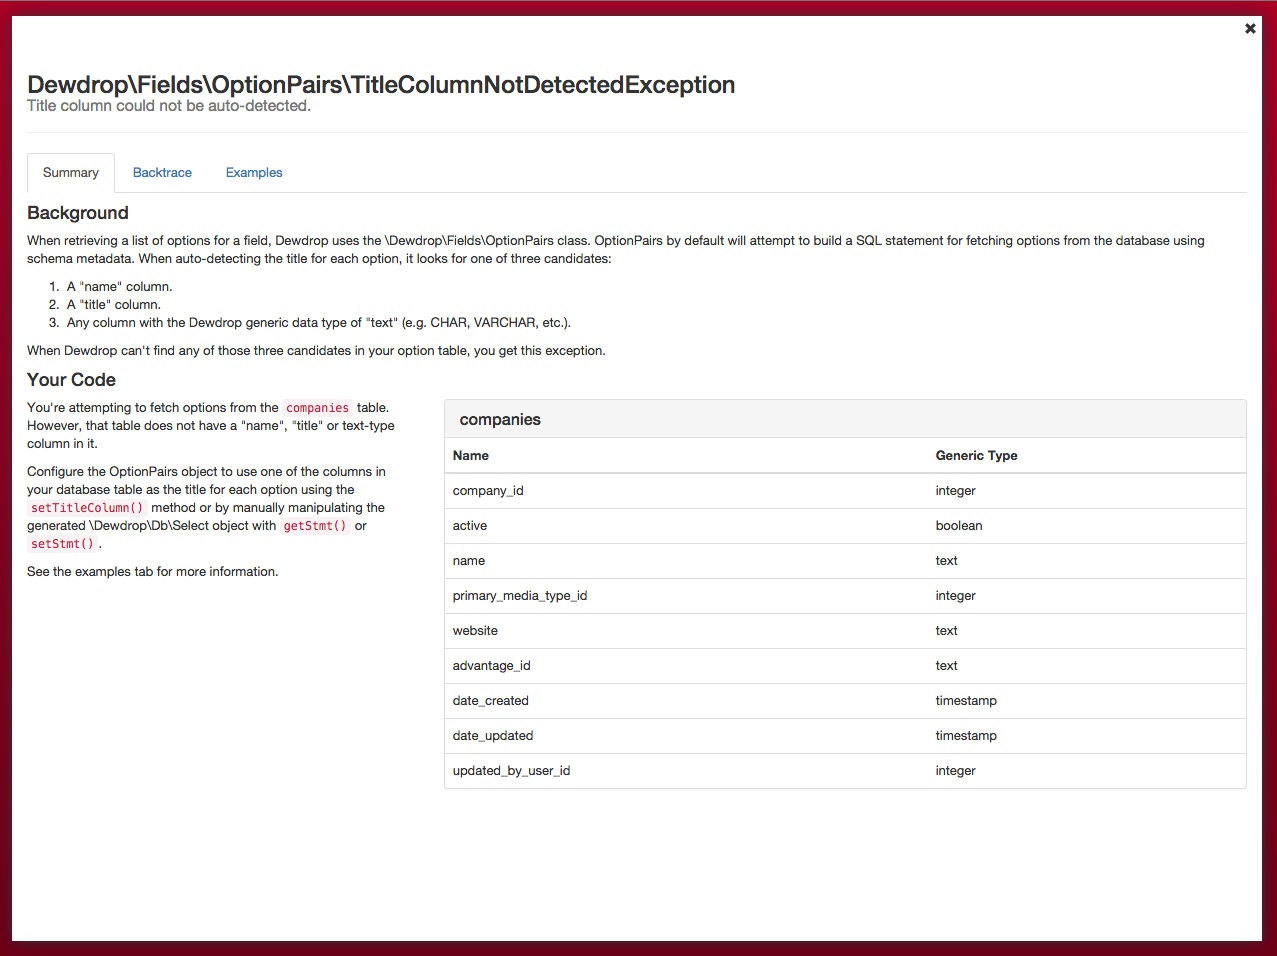 ✖
Dewdrop\Fields\OptionPairs\TitleColumnNotDetectedException
Title column could not be auto-detected.
Summary Backtrace Examples
Background
When retrieving a list of options for a field, Dewdrop uses the \Dewdrop\Fields\OptionPairs class. OptionPairs by default will attempt to build a SQL statement for fetching options from the database using
schema metadata. When auto-detecting the title for each option, it looks for one of three candidates:
1. A "name" column.
2. A "title" column.
3. Any column with the Dewdrop generic data type of "text" (e.g. CHAR, VARCHAR, etc.).
When Dewdrop can't find any of those three candidates in your option table, you get this exception.
Your Code
You're attempting to fetch options from the companies table.
However, that table does not have a "name", "title" or text-type
column in it.
Configure the OptionPairs object to use one of the columns in
your database table as the title for each option using the
setTitleColumn() method or by manually manipulating the
generated \Dewdrop\Db\Select object with getStmt() or
setStmt().
See the examples tab for more information.
companies
Name Generic Type
company_id integer
active boolean
name text
primary_media_type_id integer
website text
advantage_id text
date_created timestamp
date_updated timestamp
updated_by_user_id integer